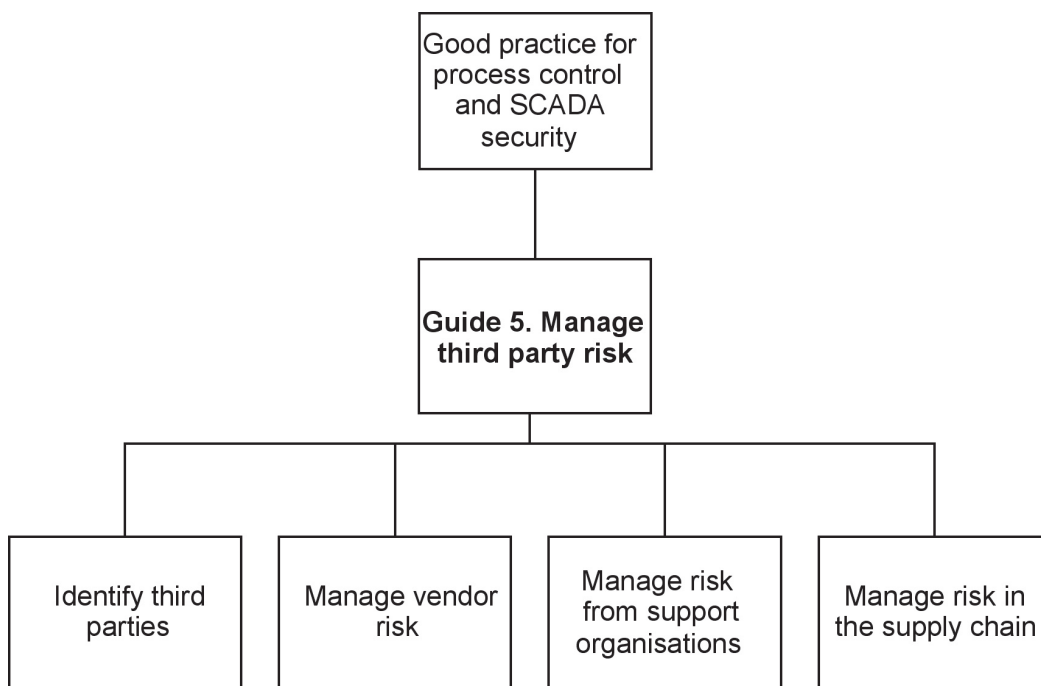 Good practice for
process control
and SCADA
security
Guide 5. Manage
third party risk
Identify third
parties
Manage vendor
risk
Manage risk
from support
organisations
Manage risk in
the supply chain